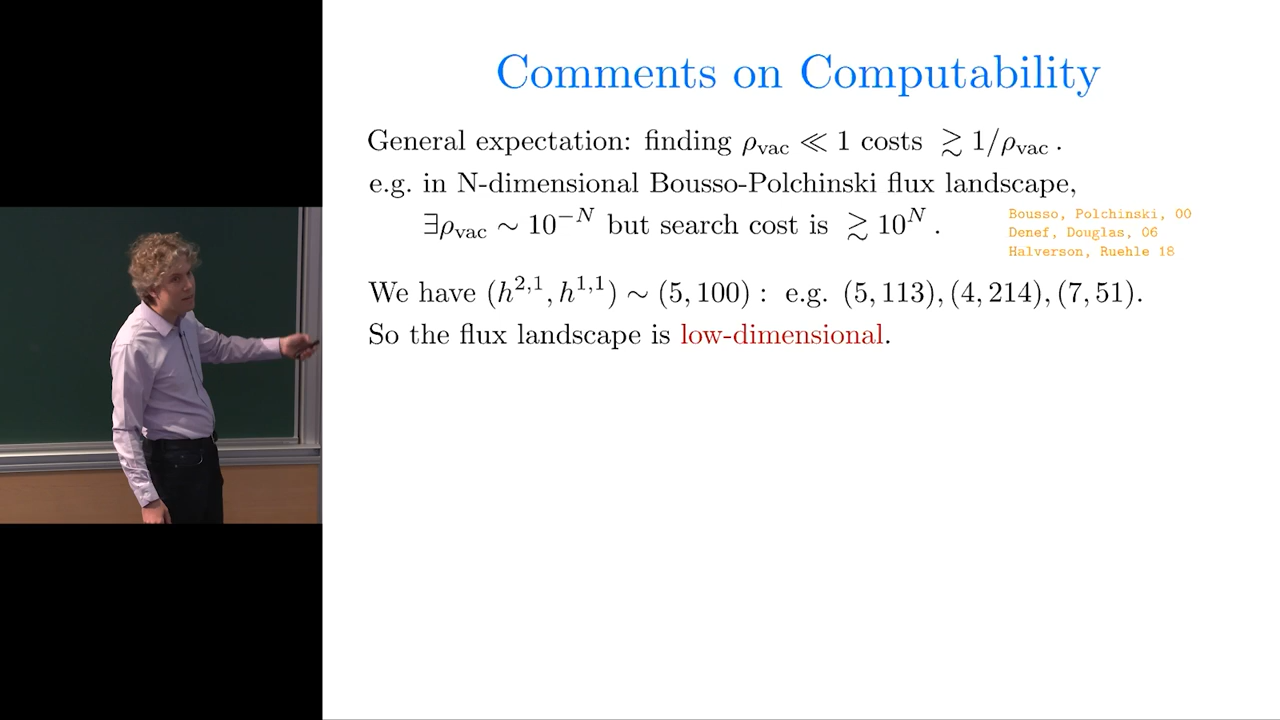 Comments on Computability
General expectation: finding ρ_vac ≪ 1 costs ≳ 1/ρ_vac .
e.g. in N-dimensional Bousso-Polchinski flux landscape,
∃ρ_vac ∼ 10^{−N} but search cost is ≳ 10^N .
Bousso, Polchinski, 00
Denef, Douglas, 06
Halverson, Ruehle 18
We have (h^{2,1}, h^{1,1}) ∼ (5, 100) : e.g. (5, 113), (4, 214), (7, 51).
So the flux landscape is low-dimensional.